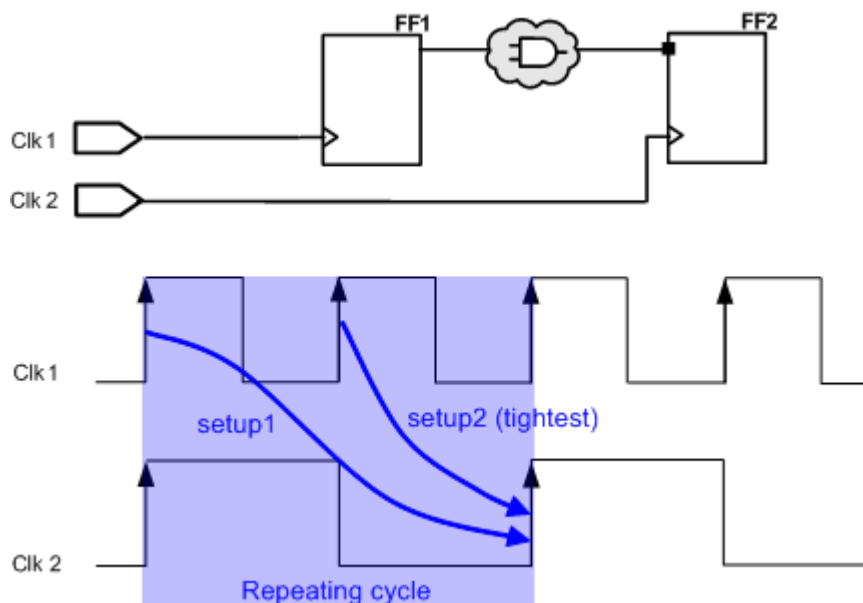 FF1
FF2
Clk 1
Clk 2
Clk 1
setup1
setup2 (tightest)
Clk 2
Repeating cycle